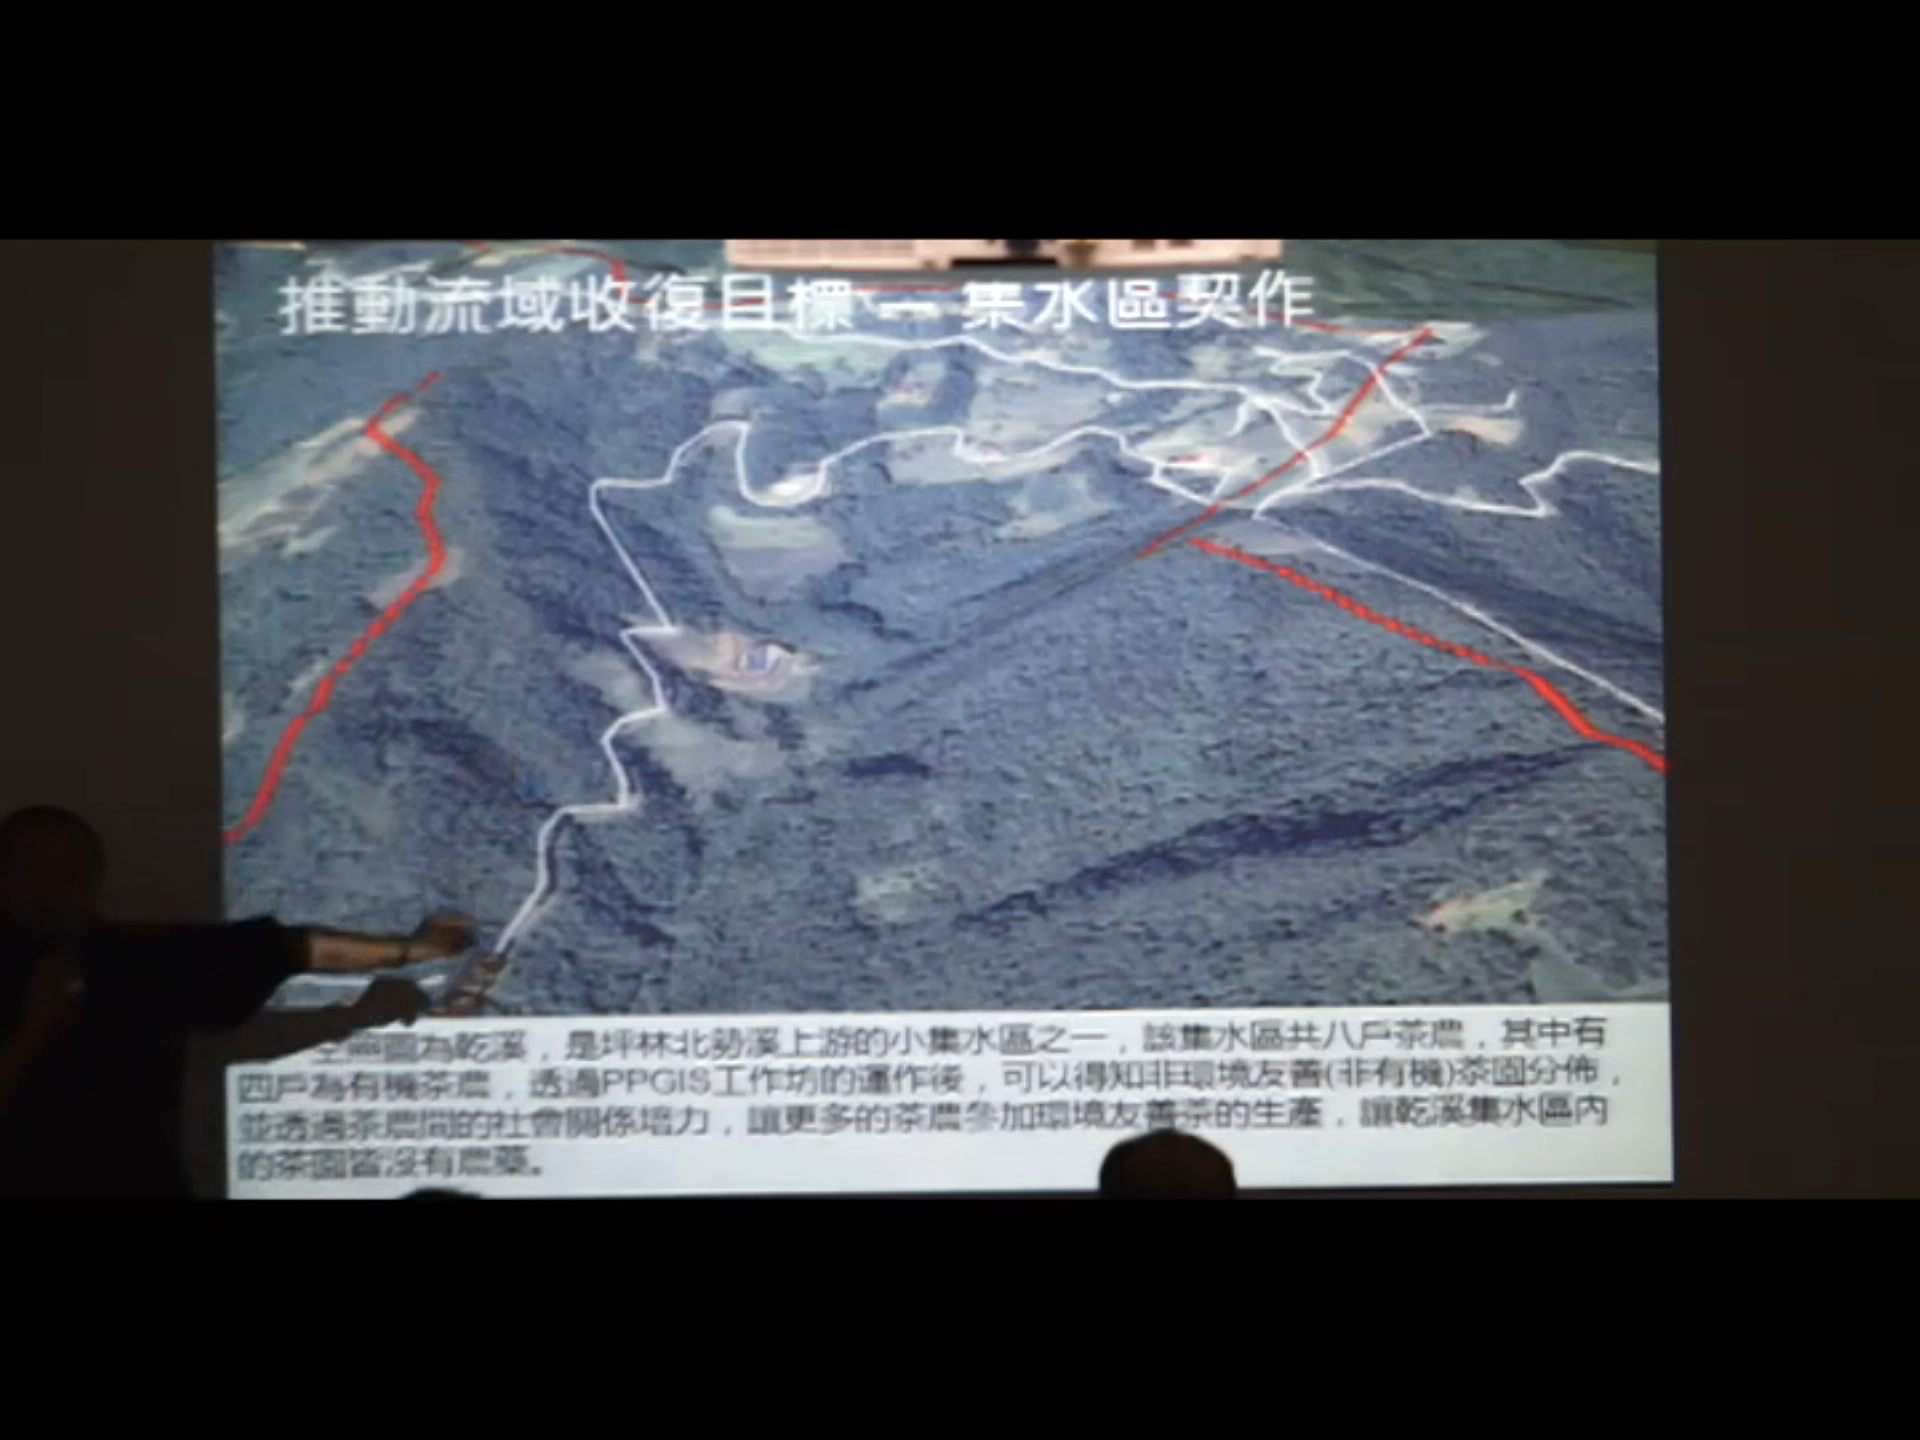 推動流域收復目標 － 集水區契作
空照圖為乾溪，是坪林北勢溪上游的小集水區之一，該集水區共八戶茶農，其中有
四戶為有機茶農，透過PPGIS工作坊的運作後，可以得知非環境友善(非有機)茶園分佈，
並透過茶農間的社會關係培力，讓更多的茶農參加環境友善茶的生產，讓乾溪集水區內
的茶園皆沒有農藥。